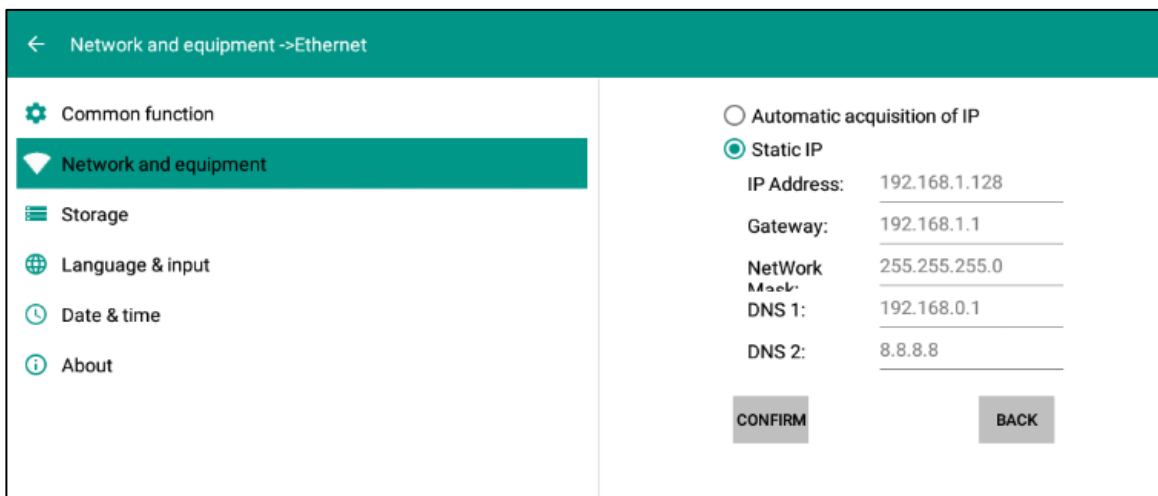 Network and equipment ->Ethernet
Common function
Network and equipment
Storage
Language & input
Date & time
About
Automatic acquisition of IP
Static IP
IP Address: 192.168.1.128
Gateway: 192.168.1.1
NetWork Mask: 255.255.255.0
DNS 1: 192.168.0.1
DNS 2: 8.8.8.8
CONFIRM BACK